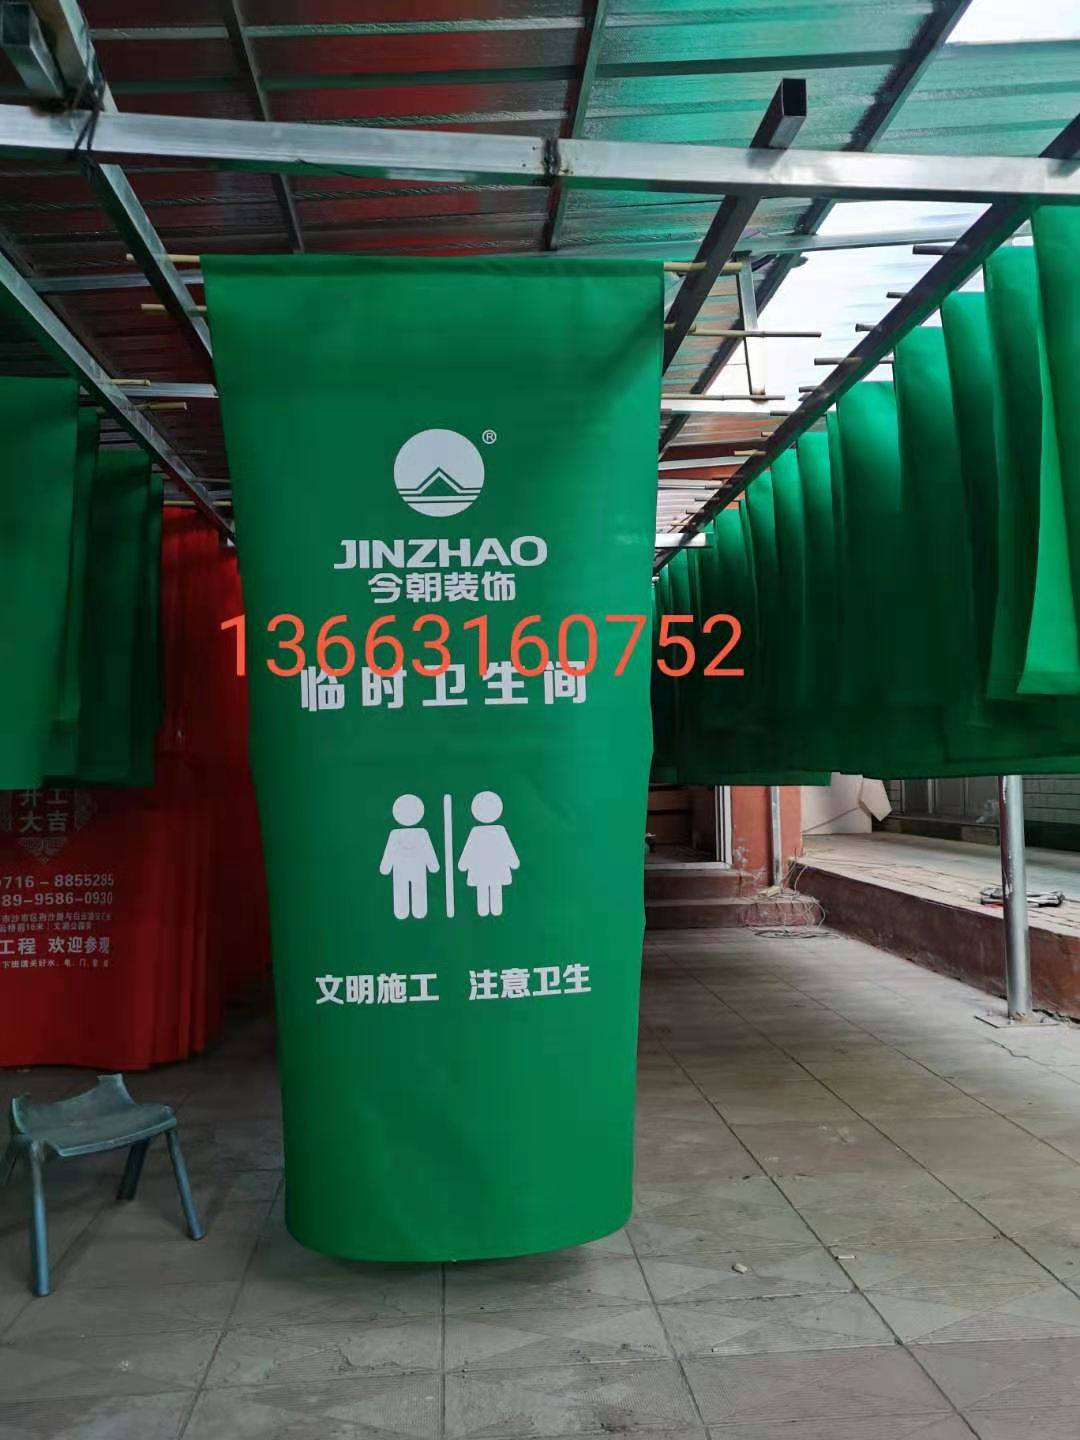 ®
JINZHAO
今朝装饰
13663160752
临时卫生间
文明施工 注意卫生
开工
大吉
0716-8855285
89-9586-0930
工程 欢迎参观